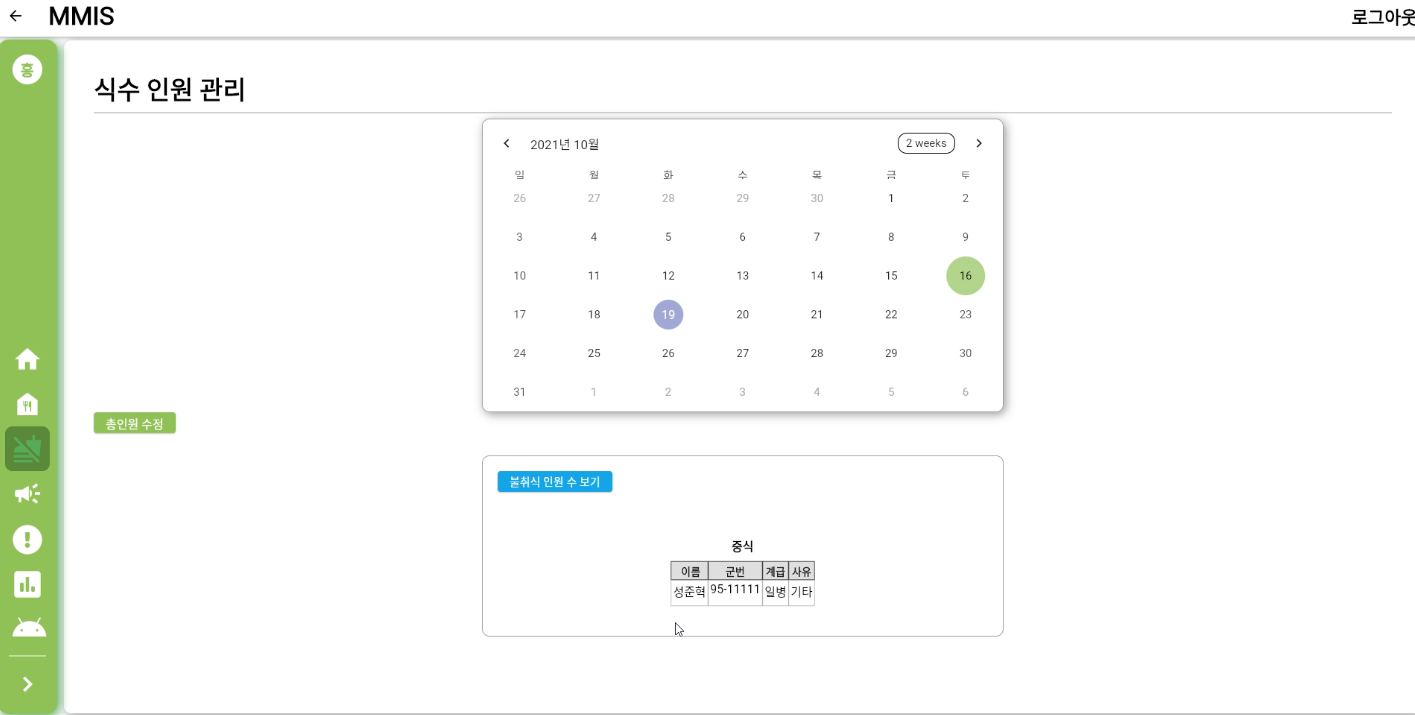 MMIS
로그아웃
홍
식수 인원 관리
2021년 10월
2 weeks
일 월 화 수 목 금 토
26 27 28 29 30 1 2
3 4 5 6 7 8 9
10 11 12 13 14 15 16
17 18 19 20 21 22 23
24 25 26 27 28 29 30
31 1 2 3 4 5 6
총인원 수정
불취식 인원 수 보기
중식
이름 군번 계급 사유
성준혁 95-11111 일병 기타